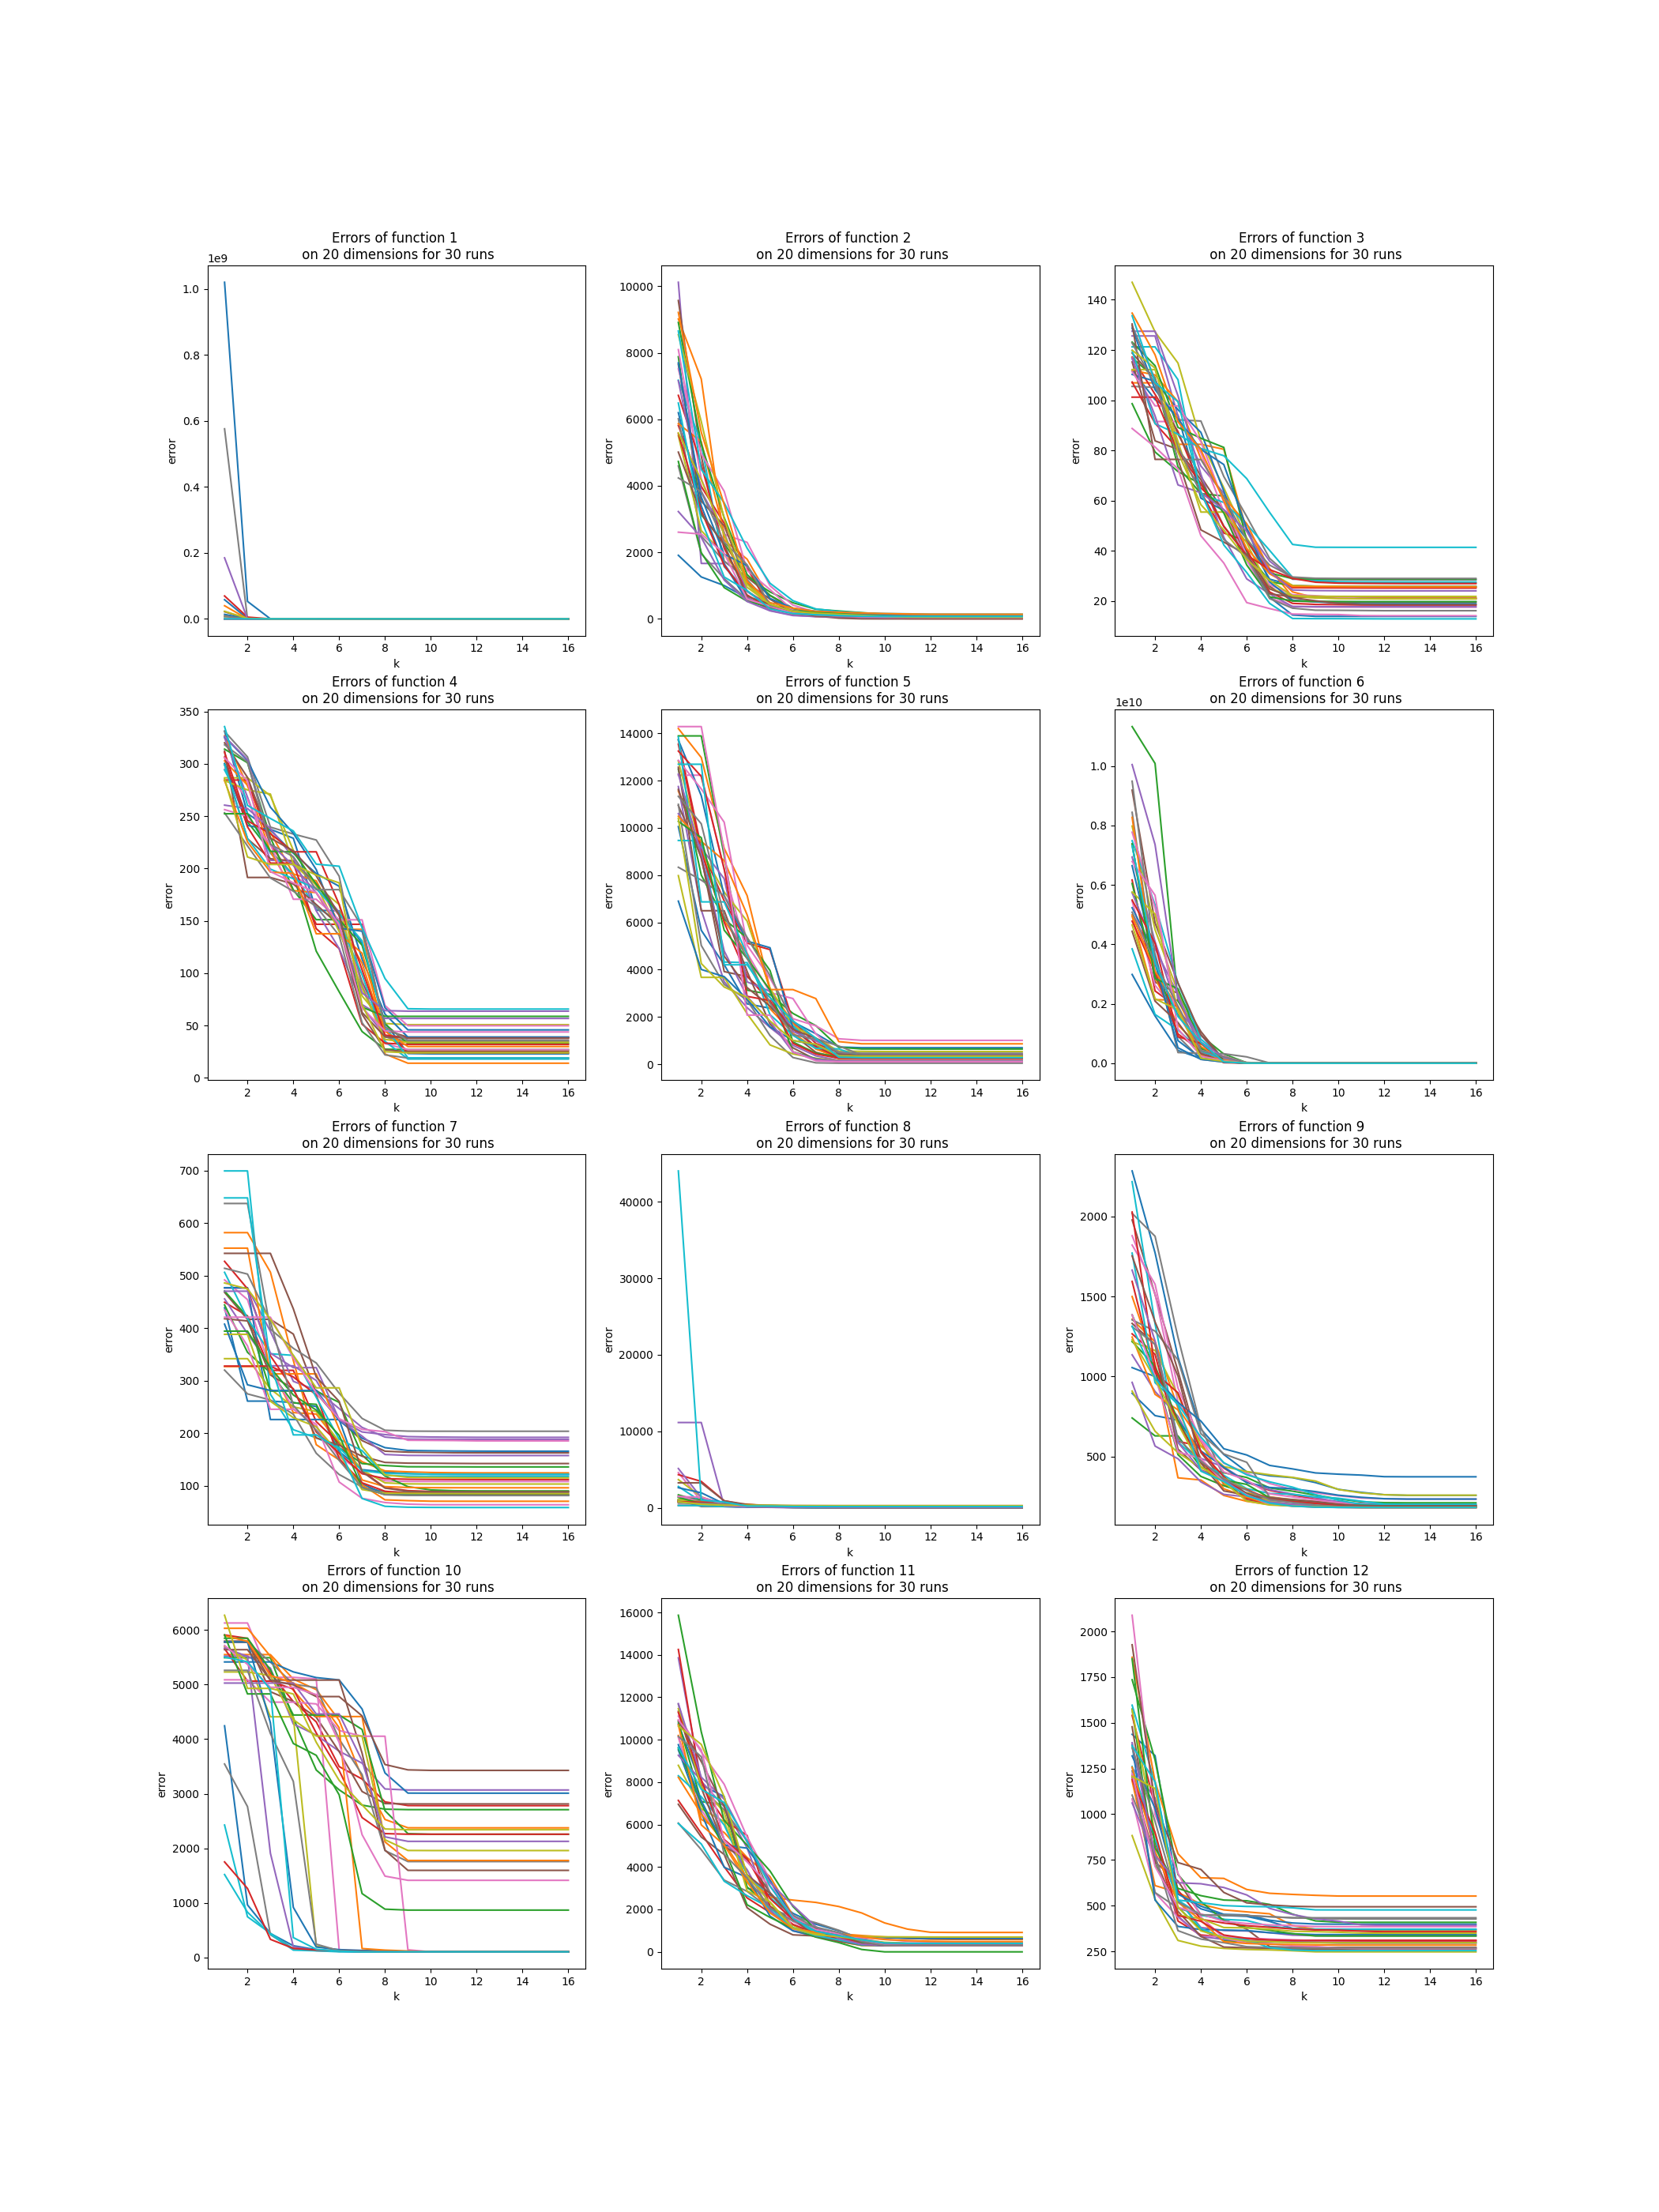 Errors of function 1
on 20 dimensions for 30 runs
1e9
1.0
0.8
0.6
0.4
0.2
0.0
error
2 4 6 8 10 12 14 16
k
Errors of function 2
on 20 dimensions for 30 runs
10000
8000
6000
4000
2000
0
error
2 4 6 8 10 12 14 16
k
Errors of function 3
on 20 dimensions for 30 runs
140
120
100
80
60
40
20
error
2 4 6 8 10 12 14 16
k
Errors of function 4
on 20 dimensions for 30 runs
350
300
250
200
150
100
50
0
error
2 4 6 8 10 12 14 16
k
Errors of function 5
on 20 dimensions for 30 runs
14000
12000
10000
8000
6000
4000
2000
0
error
2 4 6 8 10 12 14 16
k
Errors of function 6
on 20 dimensions for 30 runs
1e10
1.0
0.8
0.6
0.4
0.2
0.0
error
2 4 6 8 10 12 14 16
k
Errors of function 7
on 20 dimensions for 30 runs
700
600
500
400
300
200
100
error
2 4 6 8 10 12 14 16
k
Errors of function 8
on 20 dimensions for 30 runs
40000
30000
20000
10000
0
error
2 4 6 8 10 12 14 16
k
Errors of function 9
on 20 dimensions for 30 runs
2000
1500
1000
500
error
2 4 6 8 10 12 14 16
k
Errors of function 10
on 20 dimensions for 30 runs
6000
5000
4000
3000
2000
1000
0
error
2 4 6 8 10 12 14 16
k
Errors of function 11
on 20 dimensions for 30 runs
16000
14000
12000
10000
8000
6000
4000
2000
0
error
2 4 6 8 10 12 14 16
k
Errors of function 12
on 20 dimensions for 30 runs
2000
1750
1500
1250
1000
750
500
250
error
2 4 6 8 10 12 14 16
k